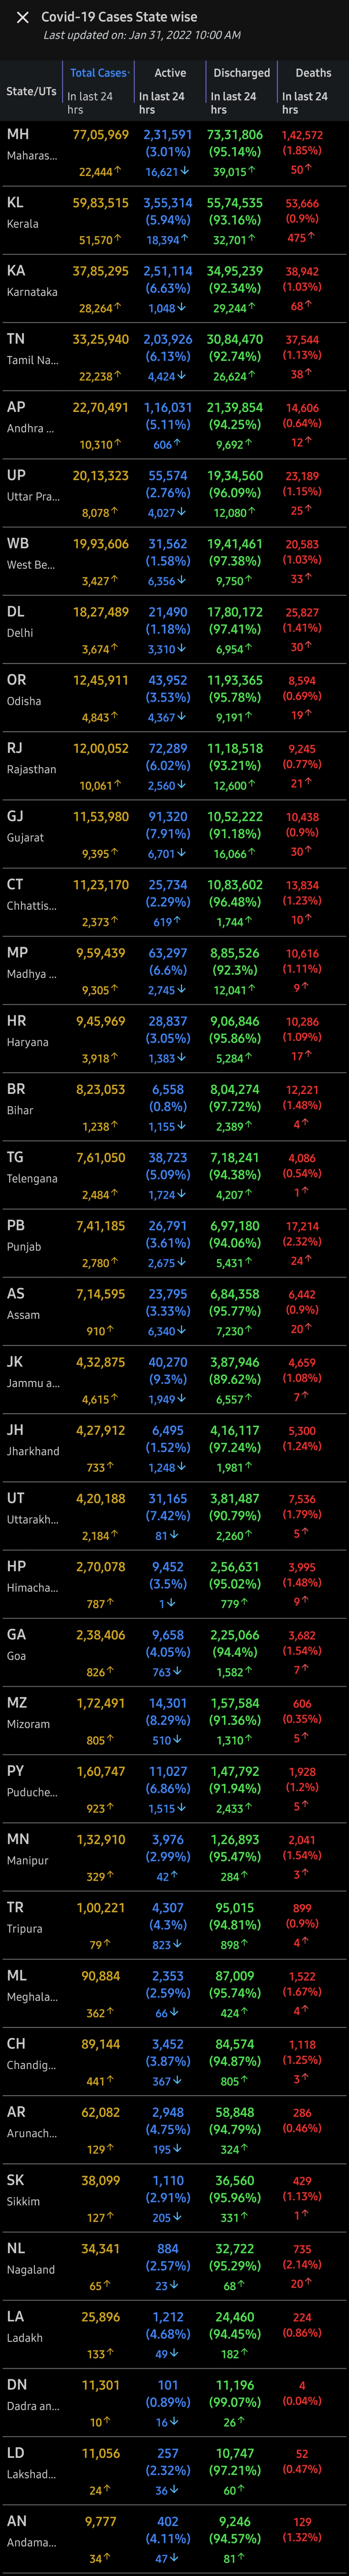 ✕ Covid-19 Cases State wise
Last updated on: Jan 31, 2022 10:00 AM
State/UTs Total Cases Active Discharged Deaths
In last 24 hrs In last 24 hrs In last 24 hrs In last 24 hrs
MH 77,05,969 2,31,591 73,31,806 1,42,572
Maharas... (3.01%) (95.14%) (1.85%)
22,444↑ 16,621↓ 39,015↑ 50↑
KL 59,83,515 3,55,314 55,74,535 53,666
Kerala (5.94%) (93.16%) (0.9%)
51,570↑ 18,394↑ 32,701↑ 475↑
KA 37,85,295 2,51,114 34,95,239 38,942
Karnataka (6.63%) (92.34%) (1.03%)
28,264↑ 1,048↓ 29,244↑ 68↑
TN 33,25,940 2,03,926 30,84,470 37,544
Tamil Na... (6.13%) (92.74%) (1.13%)
22,238↑ 4,424↓ 26,624↑ 38↑
AP 22,70,491 1,16,031 21,39,854 14,606
Andhra ... (5.11%) (94.25%) (0.64%)
10,310↑ 606↑ 9,692↑ 12↑
UP 20,13,323 55,574 19,34,560 23,189
Uttar Pra... (2.76%) (96.09%) (1.15%)
8,078↑ 4,027↓ 12,080↑ 25↑
WB 19,93,606 31,562 19,41,461 20,583
West Be... (1.58%) (97.38%) (1.03%)
3,427↑ 6,356↓ 9,750↑ 33↑
DL 18,27,489 21,490 17,80,172 25,827
Delhi (1.18%) (97.41%) (1.41%)
3,674↑ 3,310↓ 6,954↑ 30↑
OR 12,45,911 43,952 11,93,365 8,594
Odisha (3.53%) (95.78%) (0.69%)
4,843↑ 4,367↓ 9,191↑ 19↑
RJ 12,00,052 72,289 11,18,518 9,245
Rajasthan (6.02%) (93.21%) (0.77%)
10,061↑ 2,560↓ 12,600↑ 21↑
GJ 11,53,980 91,320 10,52,222 10,438
Gujarat (7.91%) (91.18%) (0.9%)
9,395↑ 6,701↓ 16,066↑ 30↑
CT 11,23,170 25,734 10,83,602 13,834
Chhattis... (2.29%) (96.48%) (1.23%)
2,373↑ 619↑ 1,744↑ 10↑
MP 9,59,439 63,297 8,85,526 10,616
Madhya ... (6.6%) (92.3%) (1.11%)
9,305↑ 2,745↓ 12,041↑ 9↑
HR 9,45,969 28,837 9,06,846 10,286
Haryana (3.05%) (95.86%) (1.09%)
3,918↑ 1,383↓ 5,284↑ 17↑
BR 8,23,053 6,558 8,04,274 12,221
Bihar (0.8%) (97.72%) (1.48%)
1,238↑ 1,155↓ 2,389↑ 4↑
TG 7,61,050 38,723 7,18,241 4,086
Telengana (5.09%) (94.38%) (0.54%)
2,484↑ 1,724↓ 4,207↑ 1↑
PB 7,41,185 26,791 6,97,180 17,214
Punjab (3.61%) (94.06%) (2.32%)
2,780↑ 2,675↓ 5,431↑ 24↑
AS 7,14,595 23,795 6,84,358 6,442
Assam (3.33%) (95.77%) (0.9%)
910↑ 6,340↓ 7,230↑ 20↑
JK 4,32,875 40,270 3,87,946 4,659
Jammu a... (9.3%) (89.62%) (1.08%)
4,615↑ 1,949↓ 6,557↑ 7↑
JH 4,27,912 6,495 4,16,117 5,300
Jharkhand (1.52%) (97.24%) (1.24%)
733↑ 1,248↓ 1,981↑
UT 4,20,188 31,165 3,81,487 7,536
Uttarakh... (7.42%) (90.79%) (1.79%)
2,184↑ 81↓ 2,260↑ 5↑
HP 2,70,078 9,452 2,56,631 3,995
Himacha... (3.5%) (95.02%) (1.48%)
787↑ 1↓ 779↑ 9↑
GA 2,38,406 9,658 2,25,066 3,682
Goa (4.05%) (94.4%) (1.54%)
826↑ 763↓ 1,582↑ 7↑
MZ 1,72,491 14,301 1,57,584 606
Mizoram (8.29%) (91.36%) (0.35%)
805↑ 510↓ 1,310↑ 5↑
PY 1,60,747 11,027 1,47,792 1,928
Puduche... (6.86%) (91.94%) (1.2%)
923↑ 1,515↓ 2,433↑ 5↑
MN 1,32,910 3,976 1,26,893 2,041
Manipur (2.99%) (95.47%) (1.54%)
329↑ 42↑ 284↑ 3↑
TR 1,00,221 4,307 95,015 899
Tripura (4.3%) (94.81%) (0.9%)
79↑ 823↓ 898↑ 4↑
ML 90,884 2,353 87,009 1,522
Meghala... (2.59%) (95.74%) (1.67%)
362↑ 66↓ 424↑ 4↑
CH 89,144 3,452 84,574 1,118
Chandig... (3.87%) (94.87%) (1.25%)
441↑ 367↓ 805↑ 3↑
AR 62,082 2,948 58,848 286
Arunach... (4.75%) (94.79%) (0.46%)
129↑ 195↓ 324↑
SK 38,099 1,110 36,560 429
Sikkim (2.91%) (95.96%) (1.13%)
127↑ 205↓ 331↑ 1↑
NL 34,341 884 32,722 735
Nagaland (2.57%) (95.29%) (2.14%)
65↑ 23↓ 68↑ 20↑
LA 25,896 1,212 24,460 224
Ladakh (4.68%) (94.45%) (0.86%)
133↑ 49↓ 182↑
DN 11,301 101 11,196 4
Dadra an... (0.89%) (99.07%) (0.04%)
10↑ 16↓ 26↑
LD 11,056 257 10,747 52
Lakshad... (2.32%) (97.21%) (0.47%)
24↑ 36↓ 60↑
AN 9,777 402 9,246 129
Andama... (4.11%) (94.57%) (1.32%)
34↑ 47↓ 81↑